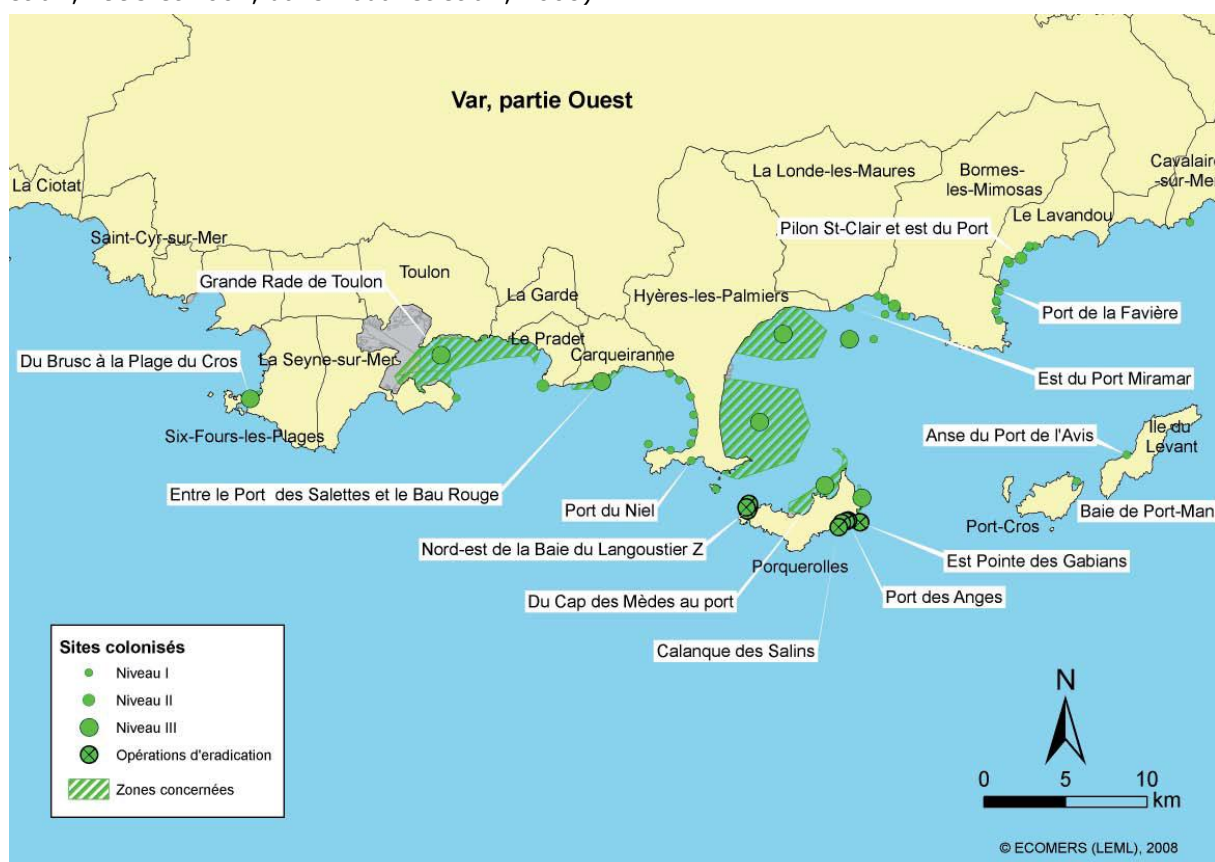 Var, partie Ouest
La Ciotat
Saint-Cyr-sur-Mer
Grande Rade de Toulon
Toulon
La Garde
Le Pradet
Carqueiranne
Hyères-les-Palmiers
La Londe-les-Maures
Bormes-
les-Mimosas
Cavalaire
-sur-Mer
Le Lavandou
Pilon St-Clair et est du Port
Port de la Favière
Du Brusc à la Plage du Cros
La Seyne-sur-Mer
Six-Fours-les-Plages
Est du Port Miramar
Entre le Port des Salettes et le Bau Rouge
Port du Niel
Anse du Port de l'Avis
Ile du
Levant
Port-Cros
Baie de Port-Man
Nord-est de la Baie du Langoustier Z
Porquerolles
Est Pointe des Gabians
Du Cap des Mèdes au port
Port des Anges
Calanque des Salins
Sites colonisés
Niveau I
Niveau II
Niveau III
Opérations d'eradication
Zones concernées
N
0 5 10
km
© ECOMERS (LEML), 2008